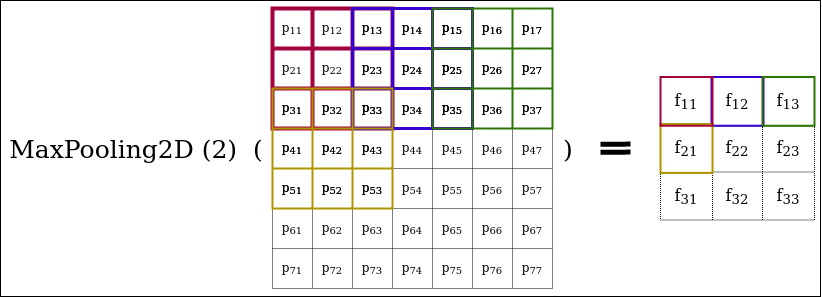 p11 p12 p13 p14 p15 p16 p17
p21 p22 p23 p24 p25 p26 p27
p31 p32 p33 p34 p35 p36 p37
MaxPooling2D (2) ( p41 p42 p43 p44 p45 p46 p47 ) =
p51 p52 p53 p54 p55 p56 p57
p61 p62 p63 p64 p65 p66 p67
p71 p72 p73 p74 p75 p76 p77
f11 f12 f13
f21 f22 f23
f31 f32 f33